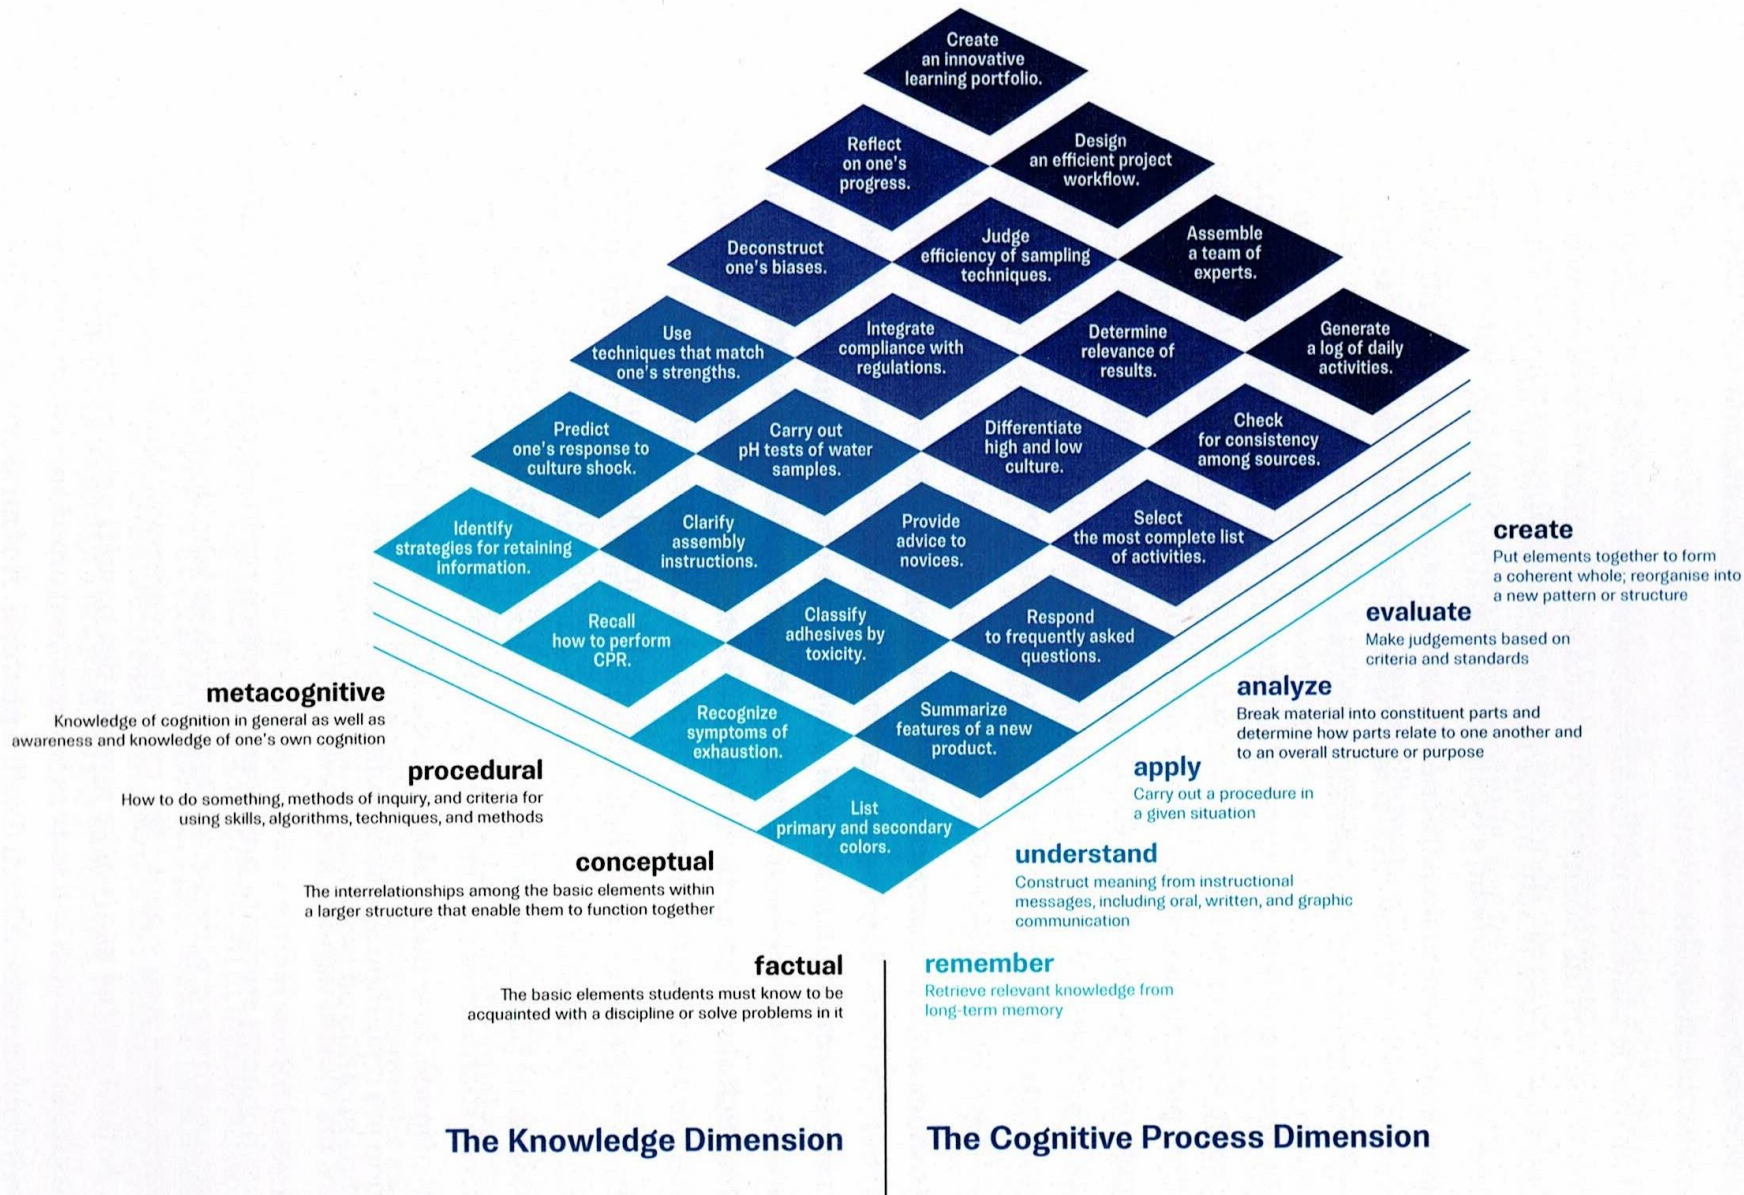 Create
an innovative
learning portfolio.
Reflect
on one's
progress.
Design
an efficient project
workflow.
Deconstruct
one's biases.
Judge
efficiency of sampling
techniques.
Assemble
a team of
experts.
Use
techniques that match
one's strengths.
Integrate
compliance with
regulations.
Determine
relevance of
results.
Generate
a log of daily
activities.
Predict
one's response to
culture shock.
Carry out
pH tests of water
samples.
Differentiate
high and low
culture.
Check
for consistency
among sources.
Identify
strategies for retaining
information.
Clarify
assembly
instructions.
Provide
advice to
novices.
Select
the most complete list
of activities.
Recall
how to perform
CPR.
Classify
adhesives by
toxicity.
Respond
to frequently asked
questions.
Recognize
symptoms of
exhaustion.
Summarize
features of a new
product.
List
primary and secondary
colors.
metacognitive
Knowledge of cognition in general as well as
awareness and knowledge of one's own cognition
procedural
How to do something, methods of inquiry, and criteria for
using skills, algorithms, techniques, and methods
conceptual
The interrelationships among the basic elements within
a larger structure that enable them to function together
factual
The basic elements students must know to be
acquainted with a discipline or solve problems in it
create
Put elements together to form
a coherent whole; reorganise into
a new pattern or structure
evaluate
Make judgements based on
criteria and standards
analyze
Break material into constituent parts and
determine how parts relate to one another and
to an overall structure or purpose
apply
Carry out a procedure in
a given situation
understand
Construct meaning from instructional
messages, including oral, written, and graphic
communication
remember
Retrieve relevant knowledge from
long-term memory
The Knowledge Dimension
The Cognitive Process Dimension